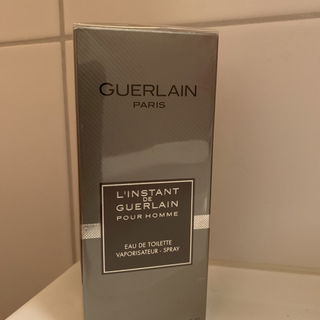 GUERLAIN
PARIS
L'INSTANT
DE
GUERLAIN
POUR HOMME
EAU DE TOILETTE
VAPORISATEUR - SPRAY